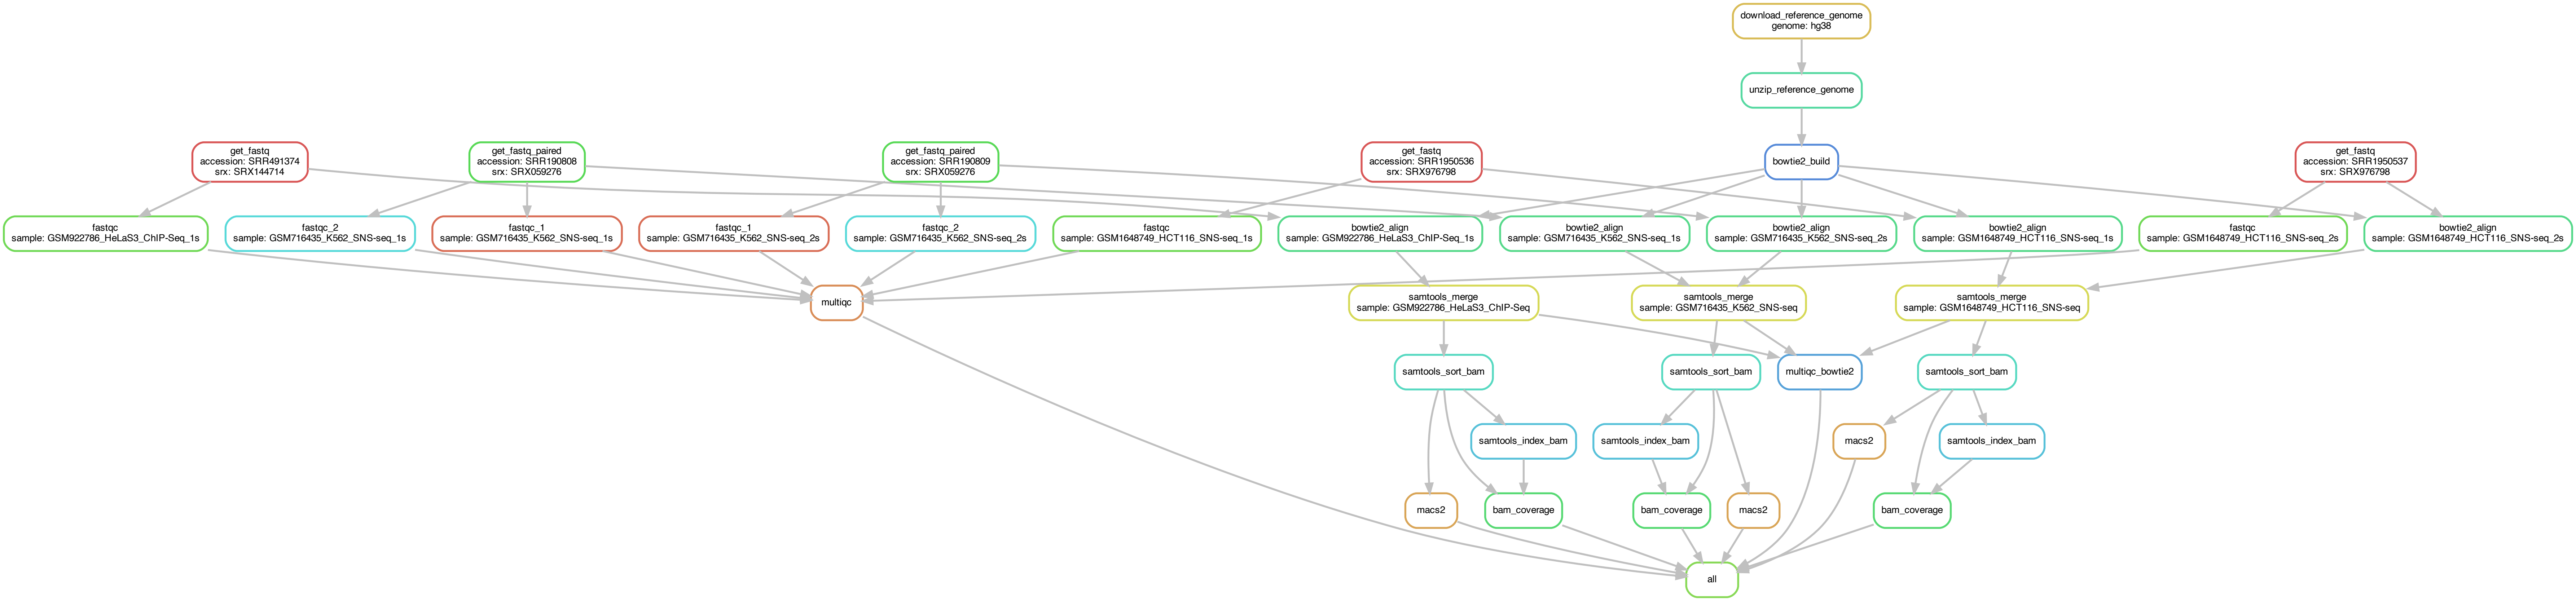 download_reference_genome
genome: hg38
unzip_reference_genome
get_fastq
accession: SRR491374
srx: SRX144714
get_fastq_paired
accession: SRR190808
srx: SRX059276
get_fastq_paired
accession: SRR190809
srx: SRX059276
get_fastq
accession: SRR1950536
srx: SRX976798
bowtie2_build
get_fastq
accession: SRR1950537
srx: SRX976798
fastqc
sample: GSM922786_HeLaS3_ChIP-Seq_1s
fastqc_2
sample: GSM716435_K562_SNS-seq_1s
fastqc_1
sample: GSM716435_K562_SNS-seq_1s
fastqc_1
sample: GSM716435_K562_SNS-seq_2s
fastqc_2
sample: GSM716435_K562_SNS-seq_2s
fastqc
sample: GSM1648749_HCT116_SNS-seq_1s
bowtie2_align
sample: GSM922786_HeLaS3_ChIP-Seq_1s
bowtie2_align
sample: GSM716435_K562_SNS-seq_1s
bowtie2_align
sample: GSM716435_K562_SNS-seq_2s
bowtie2_align
sample: GSM1648749_HCT116_SNS-seq_1s
fastqc
sample: GSM1648749_HCT116_SNS-seq_2s
bowtie2_align
sample: GSM1648749_HCT116_SNS-seq_2s
multiqc
samtools_merge
sample: GSM922786_HeLaS3_ChIP-Seq
samtools_merge
sample: GSM716435_K562_SNS-seq
samtools_merge
sample: GSM1648749_HCT116_SNS-seq
samtools_sort_bam
samtools_sort_bam
multiqc_bowtie2
samtools_sort_bam
samtools_index_bam
samtools_index_bam
macs2
samtools_index_bam
macs2
bam_coverage
bam_coverage
macs2
bam_coverage
all